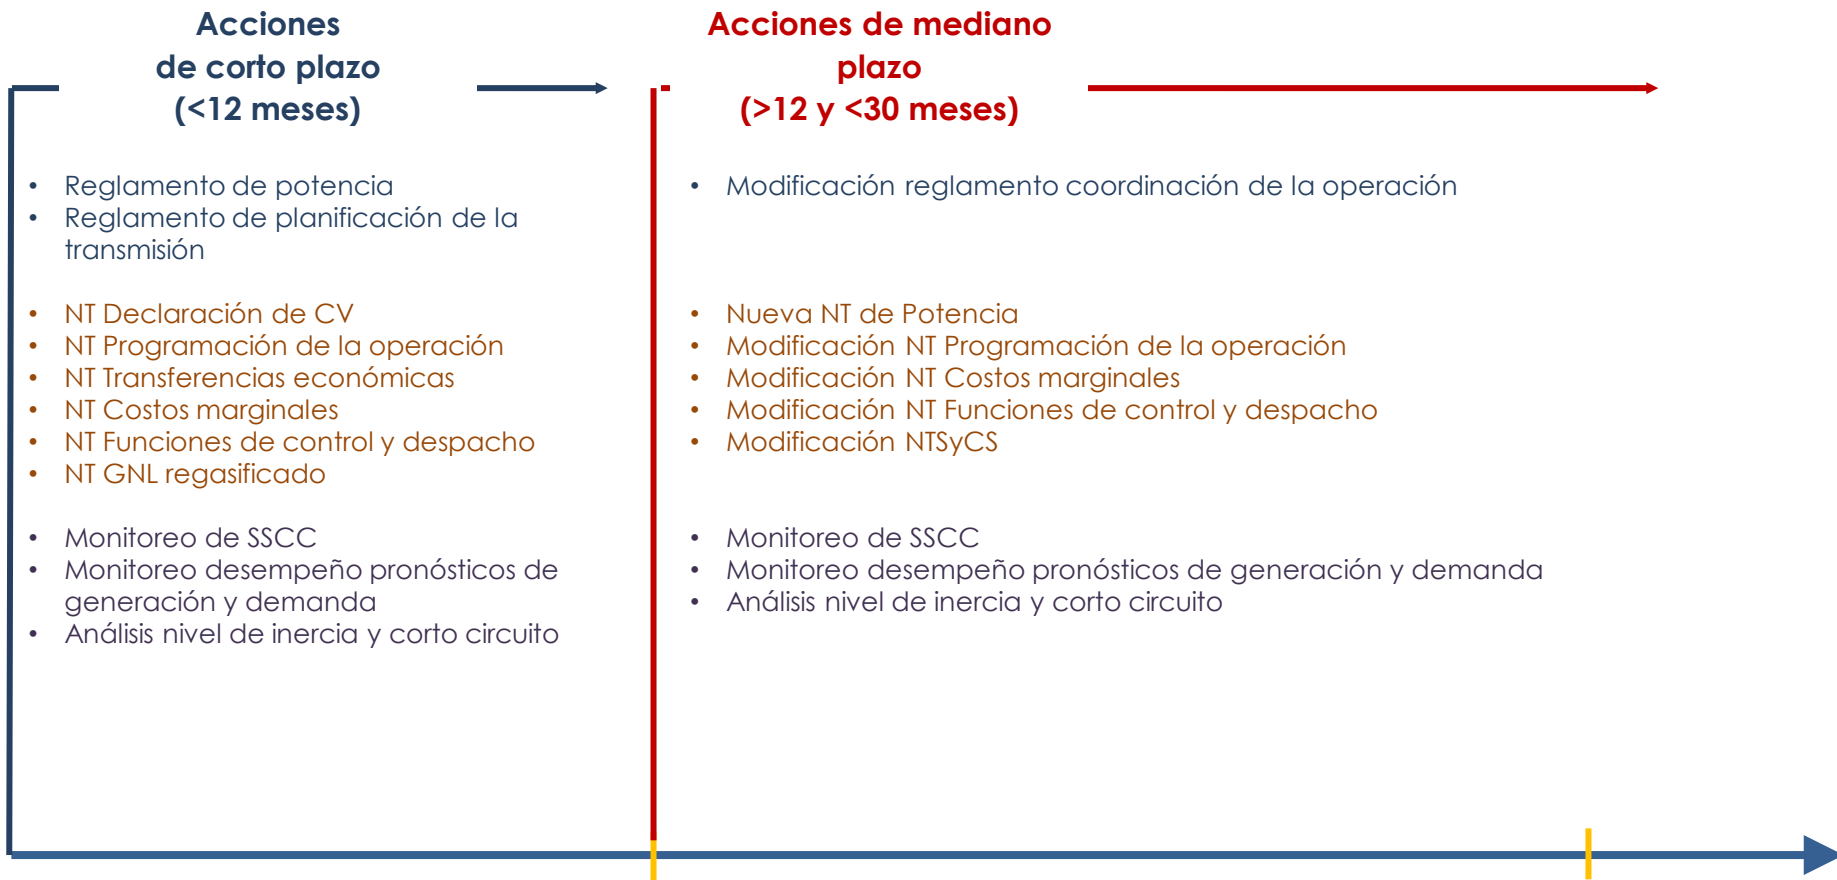 Acciones
de corto plazo
(<12 meses)
• Reglamento de potencia
• Reglamento de planificación de la
transmisión
• NT Declaración de CV
• NT Programación de la operación
• NT Transferencias económicas
• NT Costos marginales
• NT Funciones de control y despacho
• NT GNL regasificado
• Monitoreo de SSCC
• Monitoreo desempeño pronósticos de
generación y demanda
• Análisis nivel de inercia y corto circuito
Acciones de mediano
plazo
(>12 y <30 meses)
• Modificación reglamento coordinación de la operación
• Nueva NT de Potencia
• Modificación NT Programación de la operación
• Modificación NT Costos marginales
• Modificación NT Funciones de control y despacho
• Modificación NTSyCS
• Monitoreo de SSCC
• Monitoreo desempeño pronósticos de generación y demanda
• Análisis nivel de inercia y corto circuito